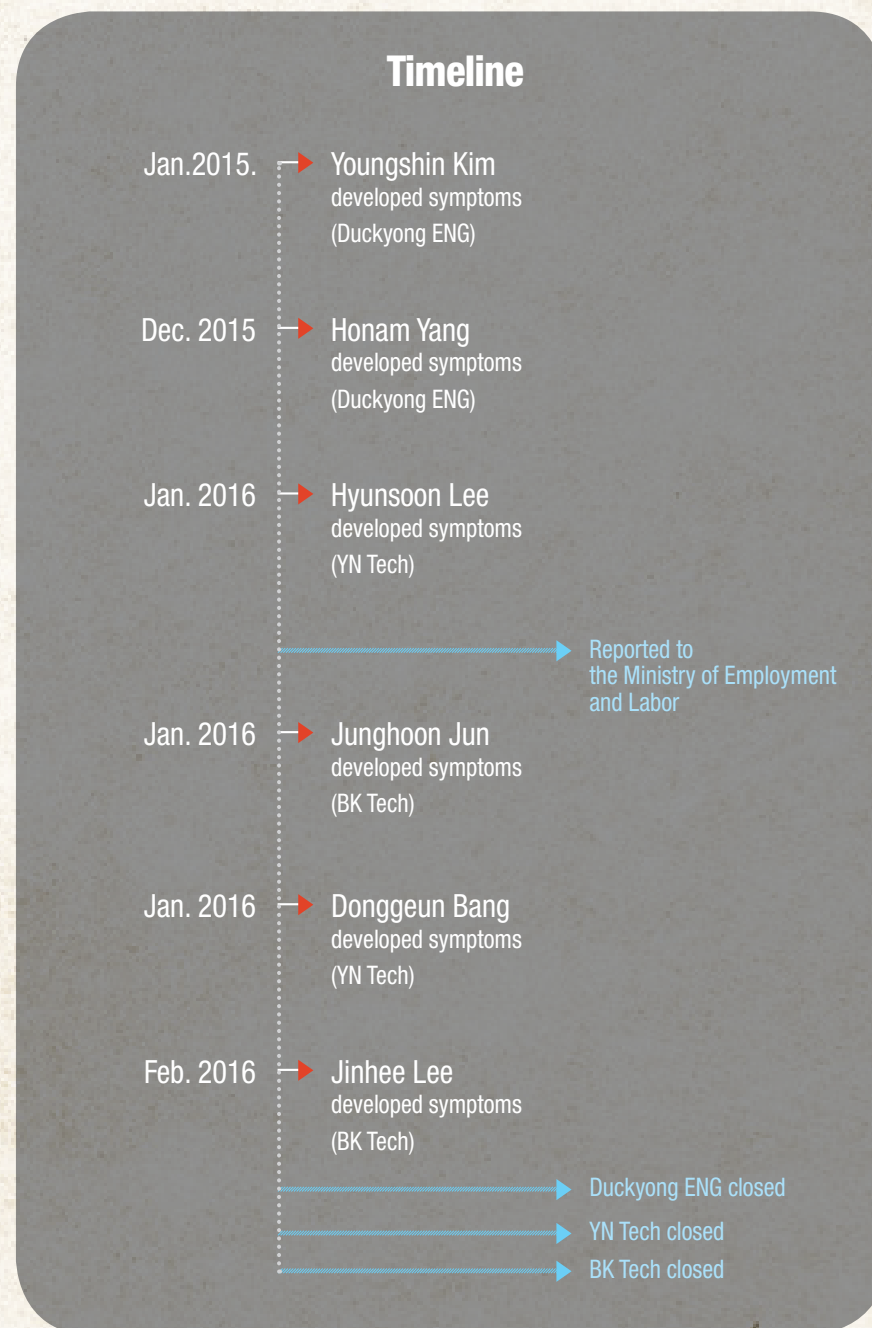 Timeline
Jan.2015.
Youngshin Kim
developed symptoms
(Duckyong ENG)
Dec. 2015
Honam Yang
developed symptoms
(Duckyong ENG)
Jan. 2016
Hyunsoon Lee
developed symptoms
(YN Tech)
Reported to
the Ministry of Employment
and Labor
Jan. 2016
Junghoon Jun
developed symptoms
(BK Tech)
Jan. 2016
Donggeun Bang
developed symptoms
(YN Tech)
Feb. 2016
Jinhee Lee
developed symptoms
(BK Tech)
Duckyong ENG closed
YN Tech closed
BK Tech closed